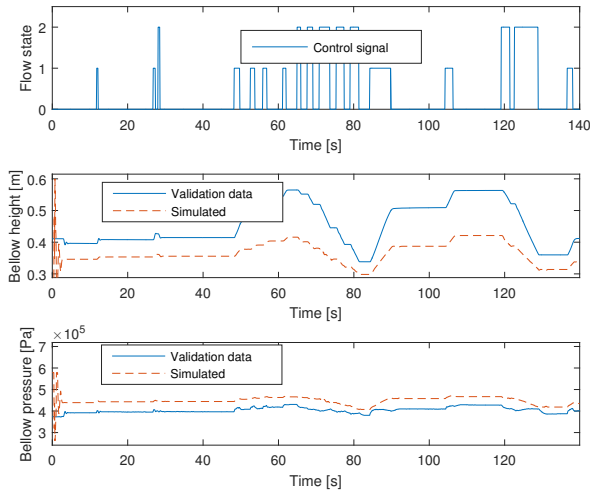 Flow state
2
1
0
Control signal
0 20 40 60 80 100 120 140
Time [s]
Bellow height [m]
0.6
0.5
0.4
0.3
Validation data
Simulated
0 20 40 60 80 100 120
Time [s]
Bellow pressure [Pa]
×10⁵
7
6
5
4
3
Validation data
Simulated
0 20 40 60 80 100 120
Time [s]